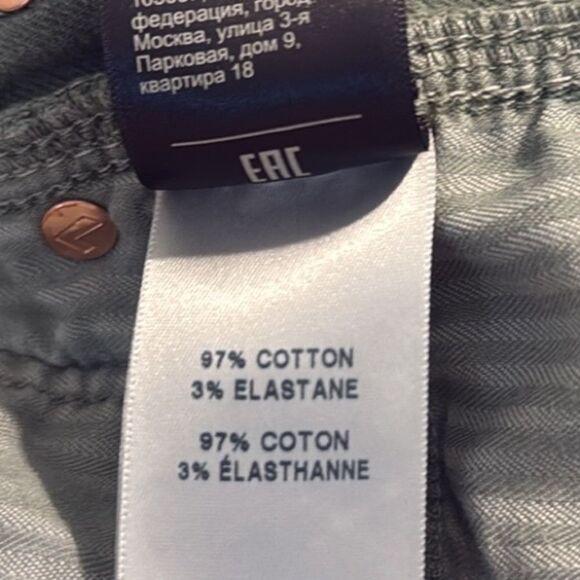 федерация, город
Москва, улица 3-я
Парковая, дом 9,
квартира 18
EAC
97% COTTON
3% ELASTANE
97% COTON
3% ÉLASTHANNE